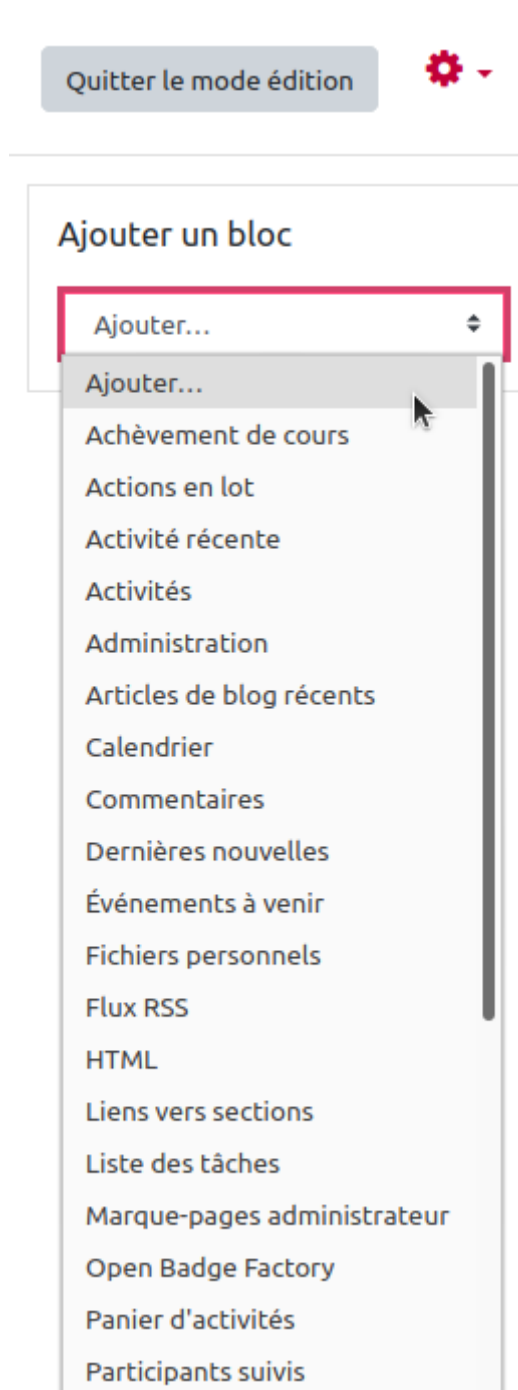 Quitter le mode édition
Ajouter un bloc
Ajouter...
Ajouter...
Achèvement de cours
Actions en lot
Activité récente
Activités
Administration
Articles de blog récents
Calendrier
Commentaires
Dernières nouvelles
Événements à venir
Fichiers personnels
Flux RSS
HTML
Liens vers sections
Liste des tâches
Marque-pages administrateur
Open Badge Factory
Panier d'activités
Participants suivis